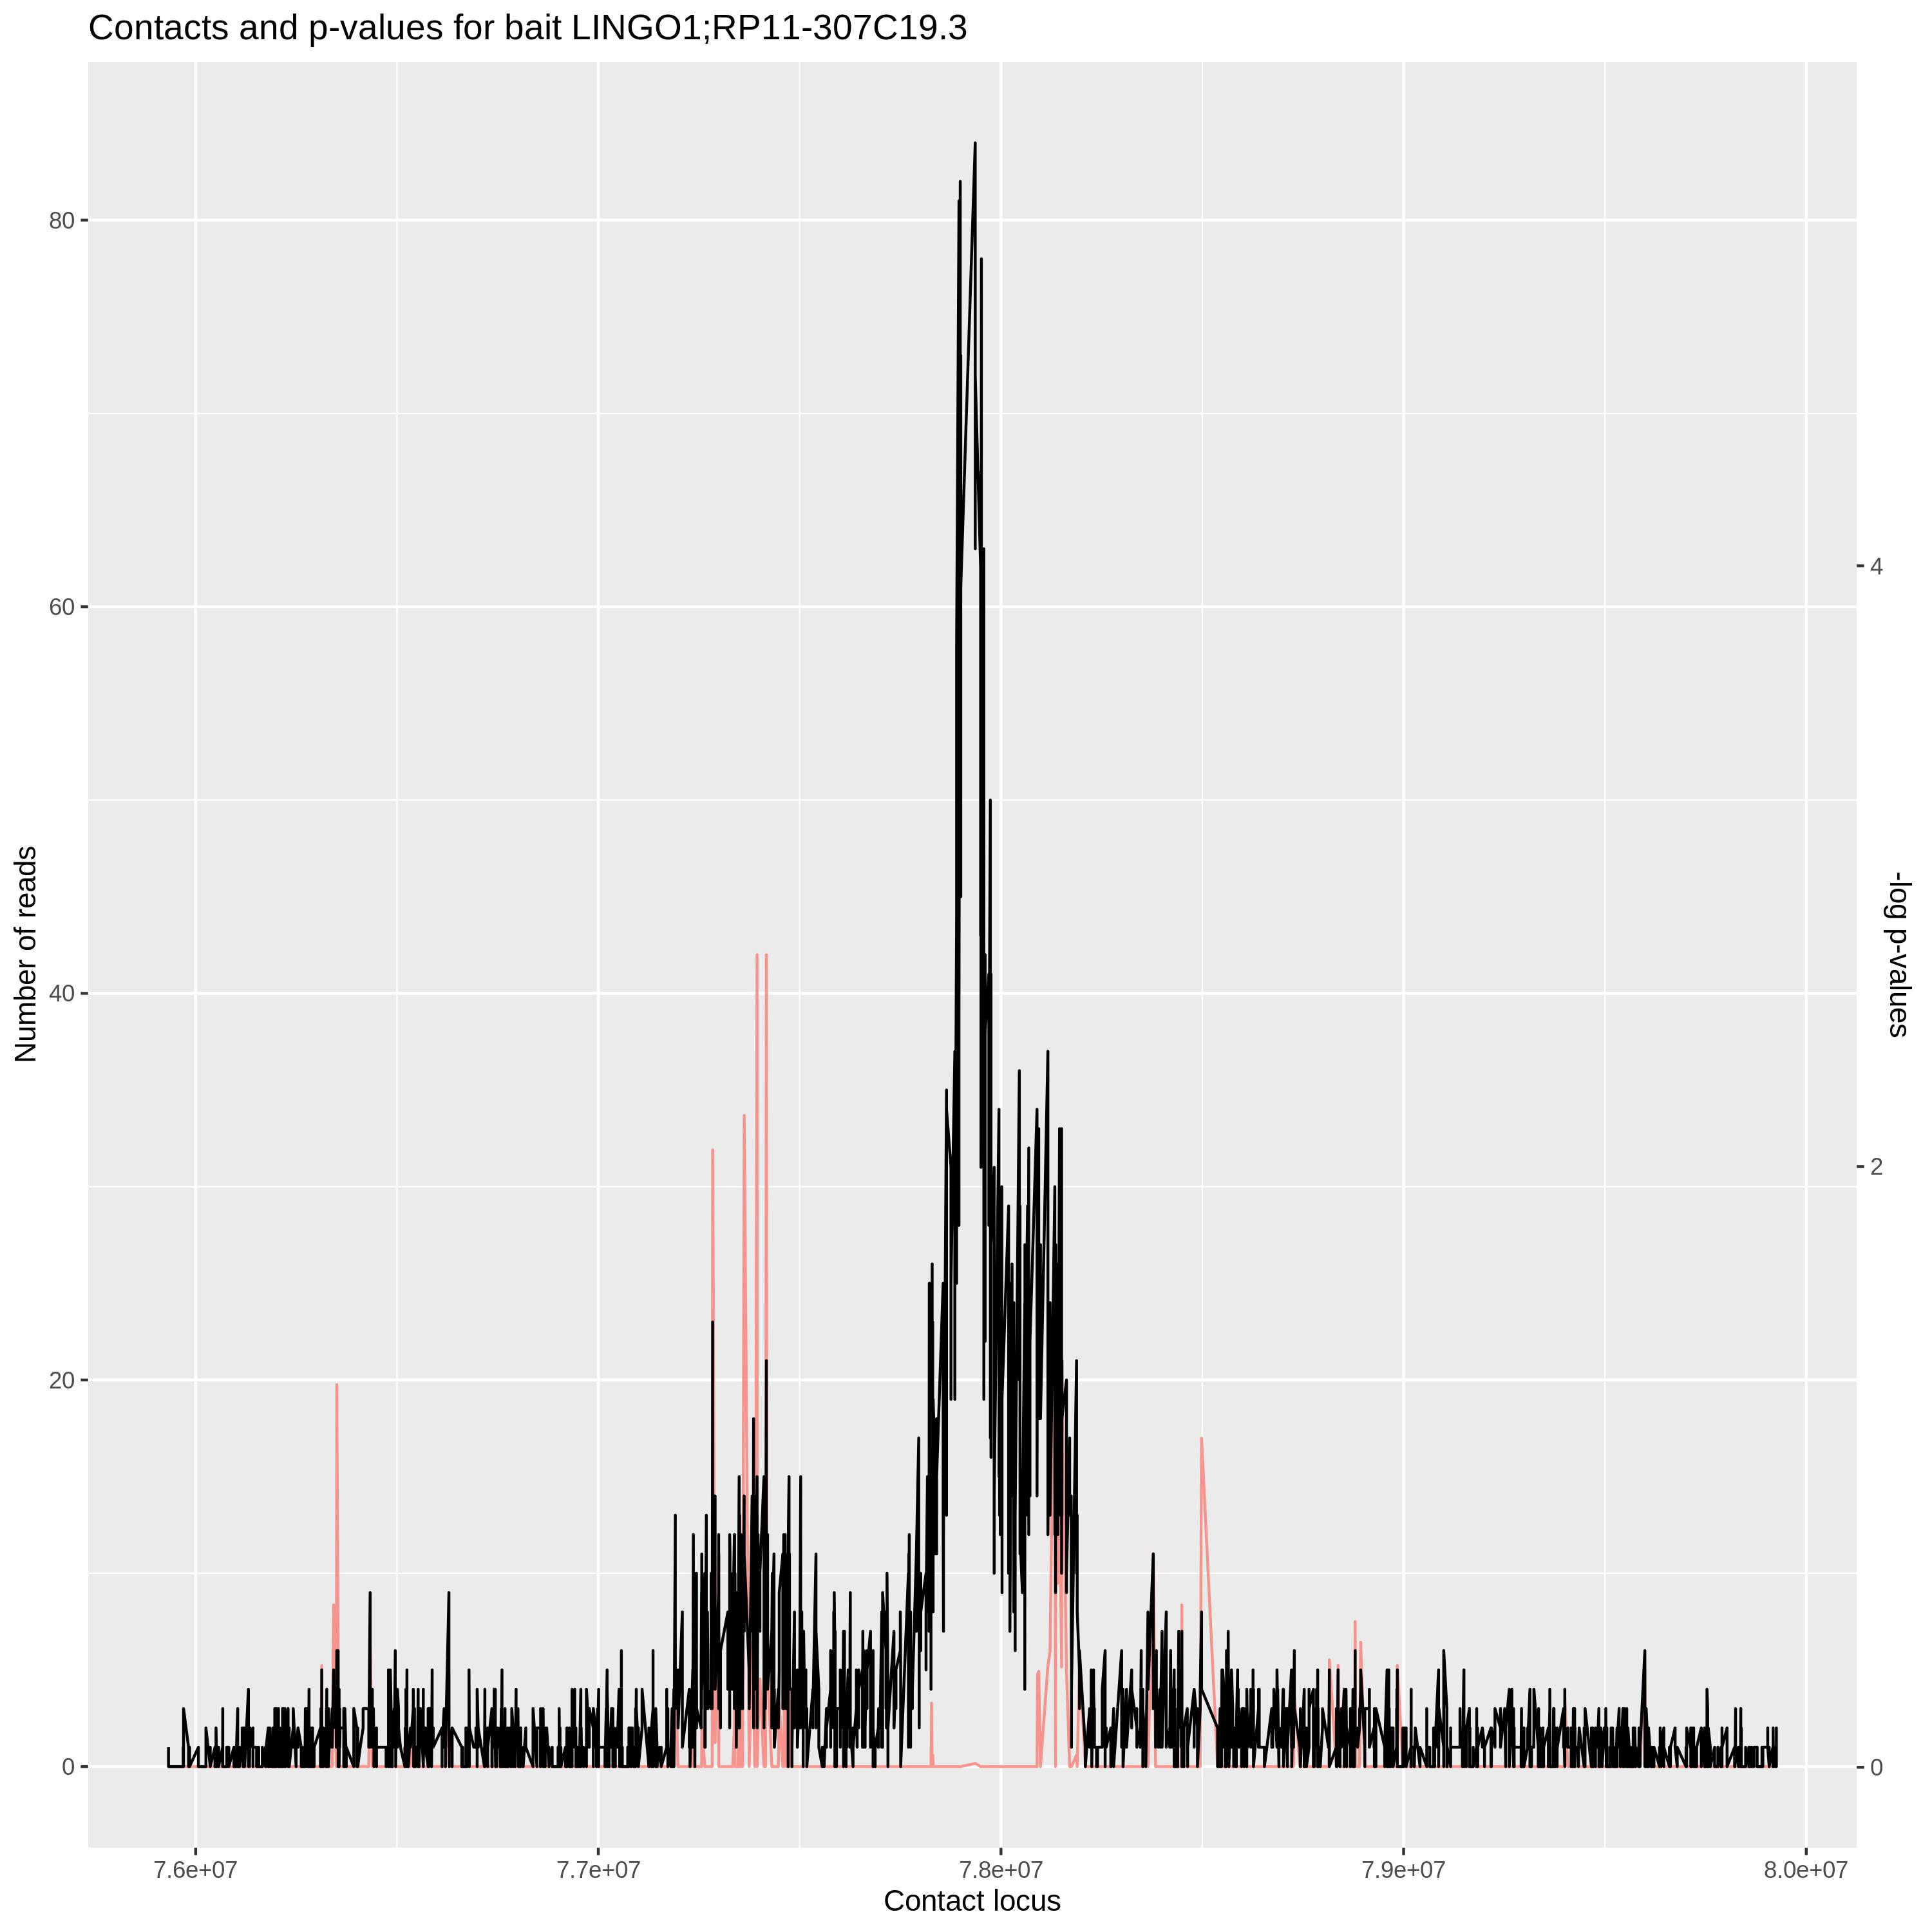 Contacts and p-values for bait LINGO1;RP11-307C19.3
80
60
40
20
0
Number of reads
4
2
0
-log p-values
7.6e+07 7.7e+07 7.8e+07 7.9e+07 8.0e+07
Contact locus